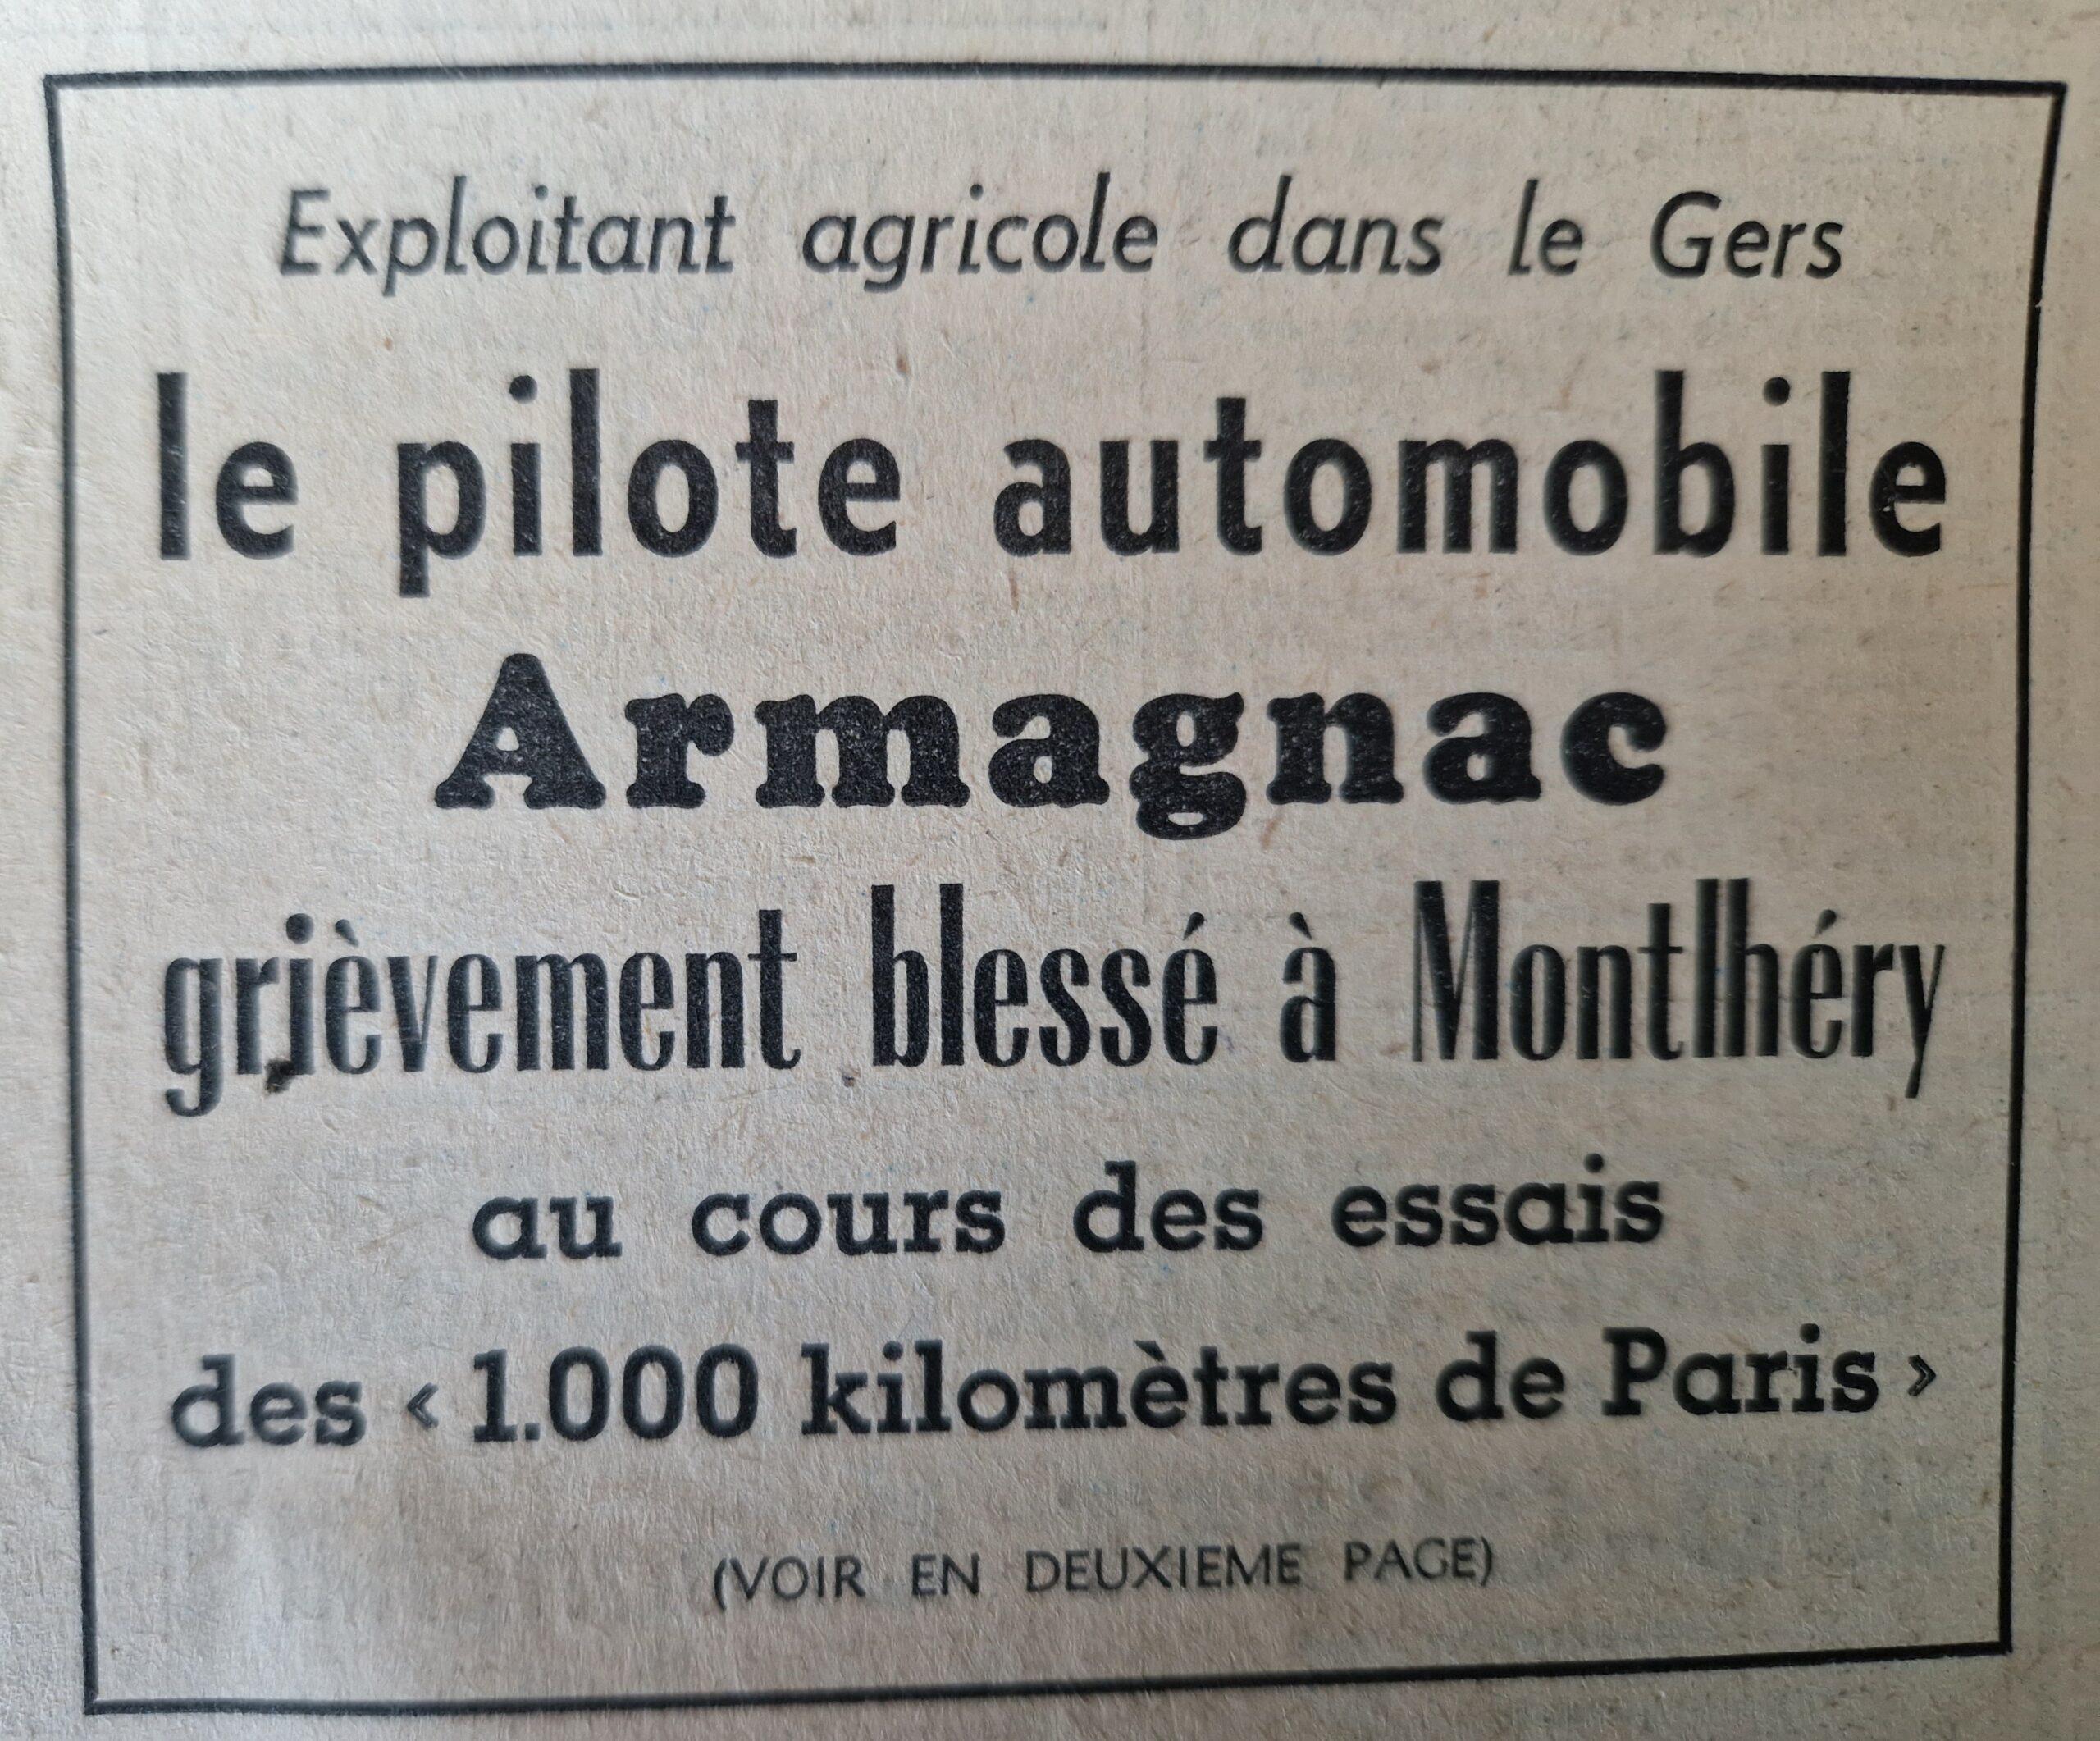 Exploitant agricole dans le Gers
le pilote automobile
Armagnac
grièvement blessé à Montlhéry
au cours des essais
des « 1.000 kilomètres de Paris »
(VOIR EN DEUXIEME PAGE)